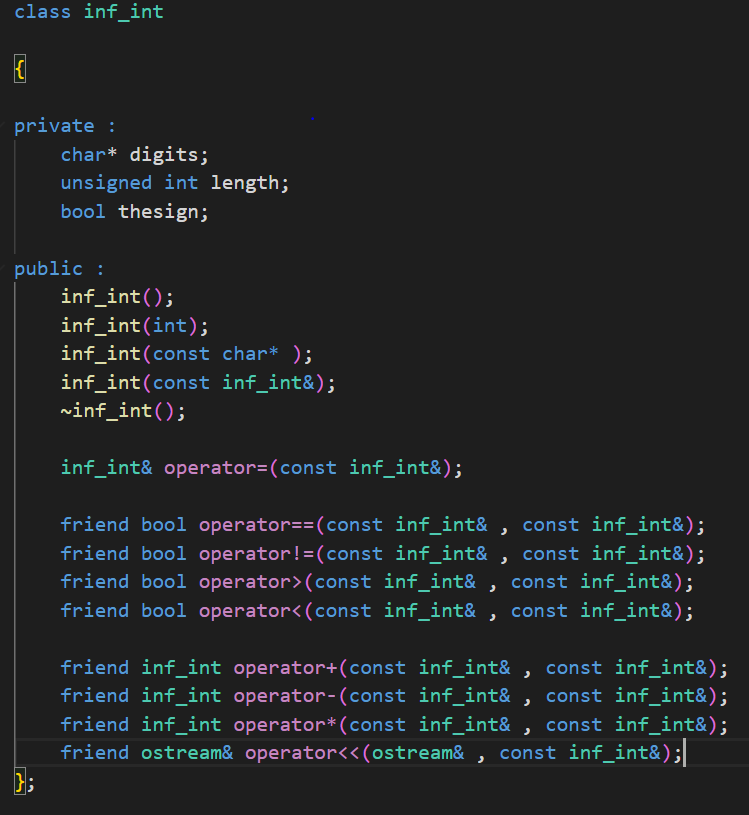 class inf_int
{
private :
char* digits;
unsigned int length;
bool thesign;
public :
inf_int();
inf_int(int);
inf_int(const char* );
inf_int(const inf_int&);
~inf_int();
inf_int& operator=(const inf_int&);
friend bool operator==(const inf_int& , const inf_int&);
friend bool operator!=(const inf_int& , const inf_int&);
friend bool operator>(const inf_int& , const inf_int&);
friend bool operator<(const inf_int& , const inf_int&);
friend inf_int operator+(const inf_int& , const inf_int&);
friend inf_int operator-(const inf_int& , const inf_int&);
friend inf_int operator*(const inf_int& , const inf_int&);
friend ostream& operator<<(ostream& , const inf_int&);
};